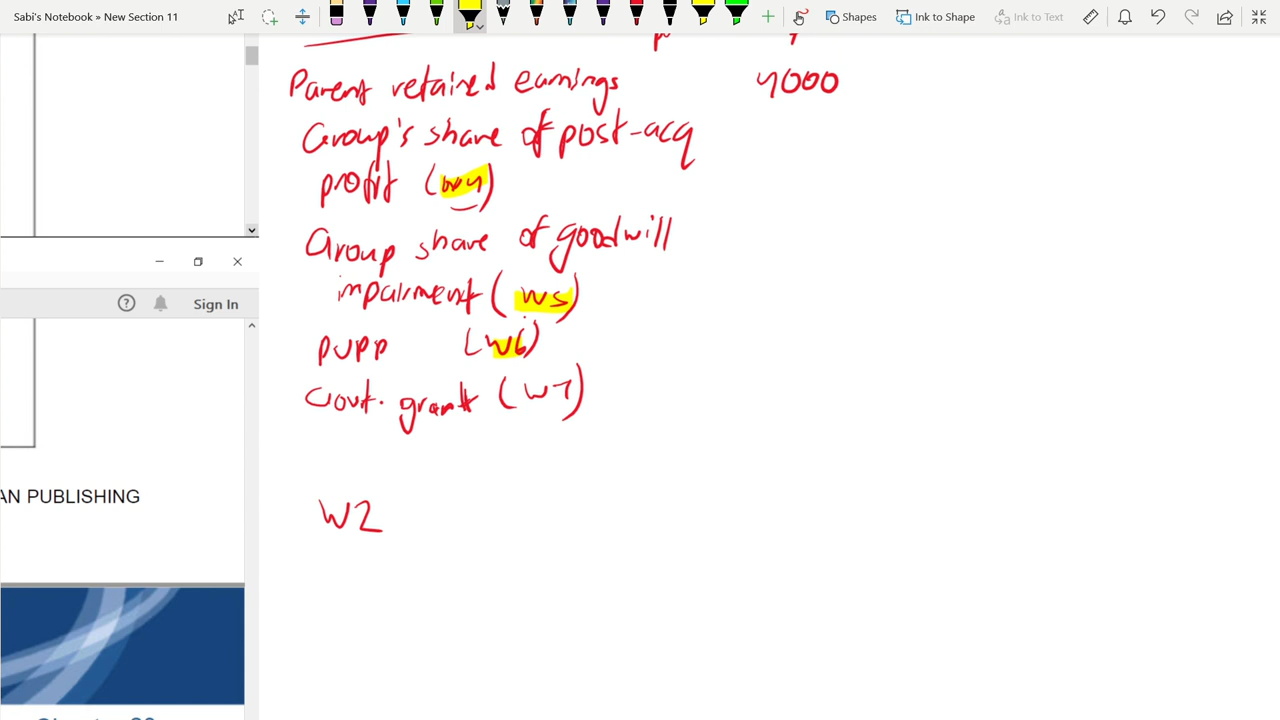 Sabi's Notebook » New Section 11
Shapes
Ink to Shape
Ink to Text
Parent retained earnings 4000
Group's share of post-acq
profit (W4)
Group share of goodwill
impairment (W5)
Sign In
PUPP (W6)
Govt. grant (W7)
AN PUBLISHING
W2